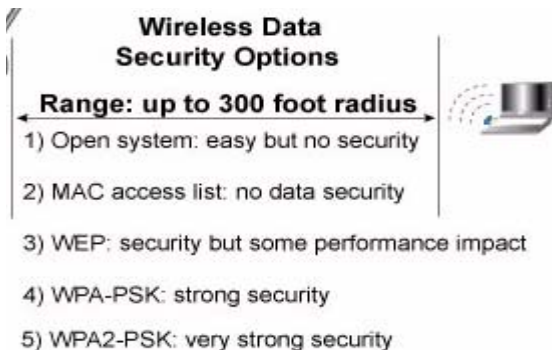 Wireless Data
Security Options
Range: up to 300 foot radius
1) Open system: easy but no security
2) MAC access list: no data security
3) WEP: security but some performance impact
4) WPA-PSK: strong security
5) WPA2-PSK: very strong security